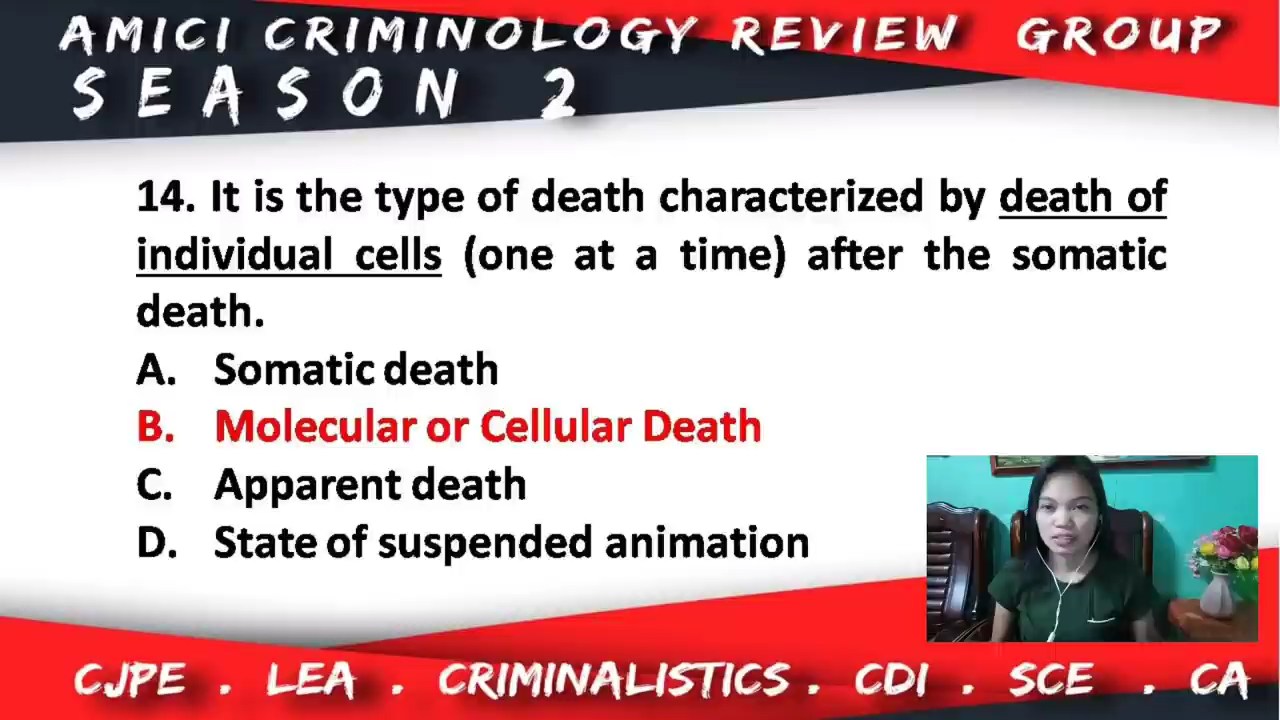 AMICI CRIMINOLOGY REVIEW GROUP
SEASON 2
14. It is the type of death characterized by death of
individual cells (one at a time) after the somatic
death.
A. Somatic death
B. Molecular or Cellular Death
C. Apparent death
D. State of suspended animation
CJPE . LEA . CRIMINALISTICS . CDI . SCE . CA